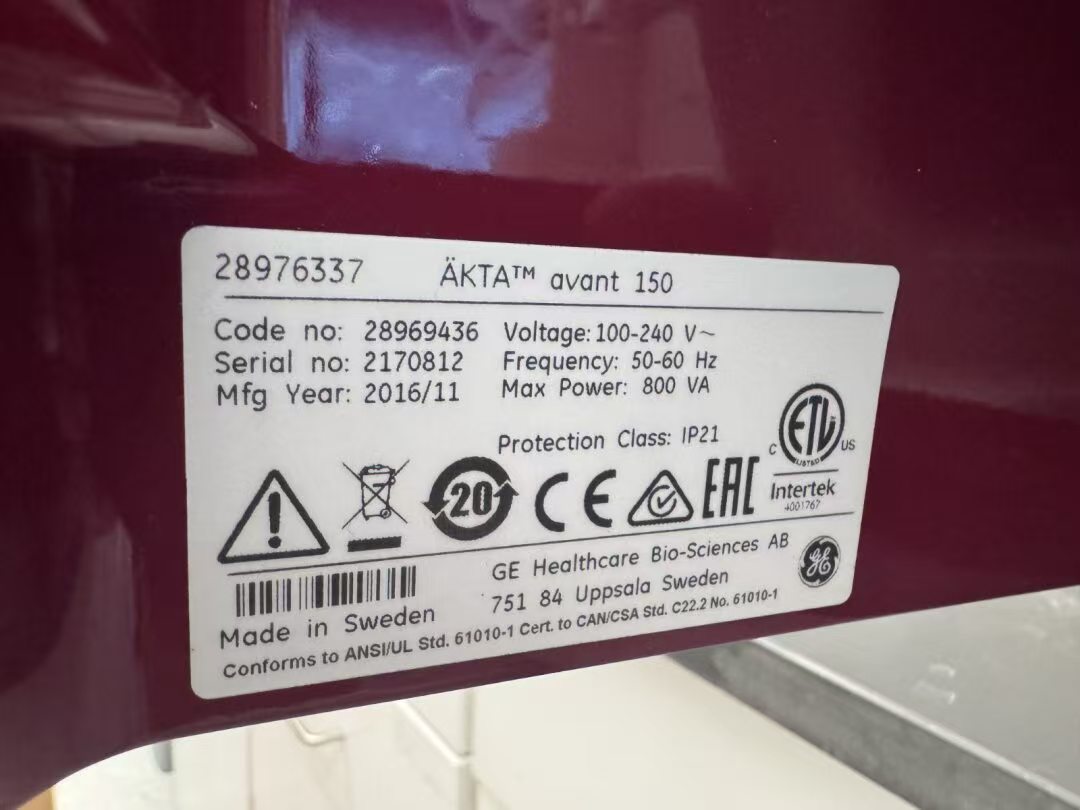 28976337 ÄKTA™ avant 150
Code no: 28969436 Voltage: 100-240 V~
Serial no: 2170812 Frequency: 50-60 Hz
Mfg Year: 2016/11 Max Power: 800 VA
Protection Class: IP21
C ETL US
LISTED
20 CE EAC Intertek
4001767
GE Healthcare Bio-Sciences AB
751 84 Uppsala Sweden
GE
Made in Sweden
Conforms to ANSI/UL Std. 61010-1 Cert. to CAN/CSA Std. C22.2 No. 61010-1